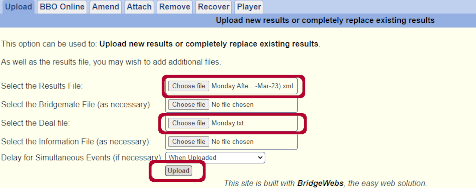 Upload BBO Online Amend Attach Remove Recover Player
Upload new results or completely replace existing results
This option can be used to: Upload new results or completely replace existing results.
As well as the results file, you may wish to add additional files.
Select the Results File: Choose file Monday Afte... -Mar-23).xml
Select the Bridgemate File (as necessary) Choose file No file chosen
Select the Deal file: Choose file Monday.txt
Select the Information File (as necessary) Choose file No file chosen
Delay for Simultaneous Events (if necessary) When Uploaded
Upload
This site is built with BridgeWebs, the easy web solution.